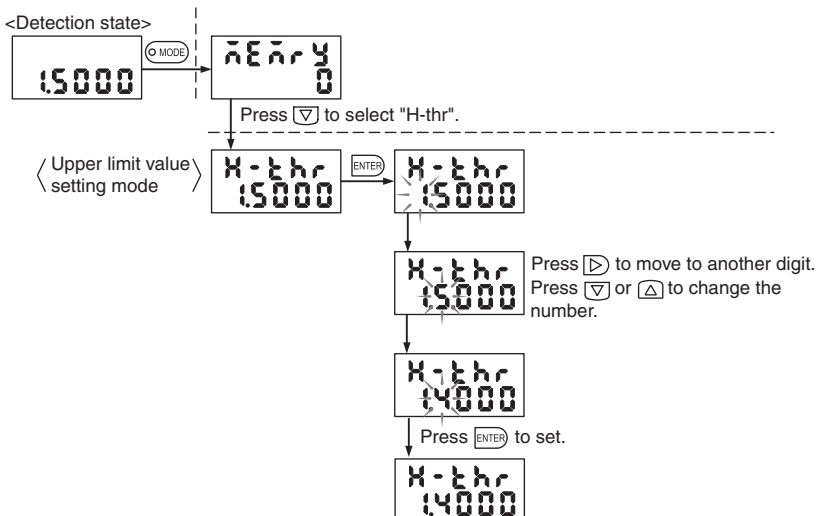 <Detection state>
1.5000
MODE
MEMrY
0
Press ▽ to select "H-thr".
Upper limit value
setting mode
H-thr
1.5000
ENTER
H-thr
1.5000
H-thr
1.5000
Press ▷ to move to another digit.
Press ▽ or △ to change the
number.
H-thr
1.4000
Press ENTER to set.
H-thr
1.4000